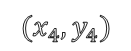 (x₄, y₄)